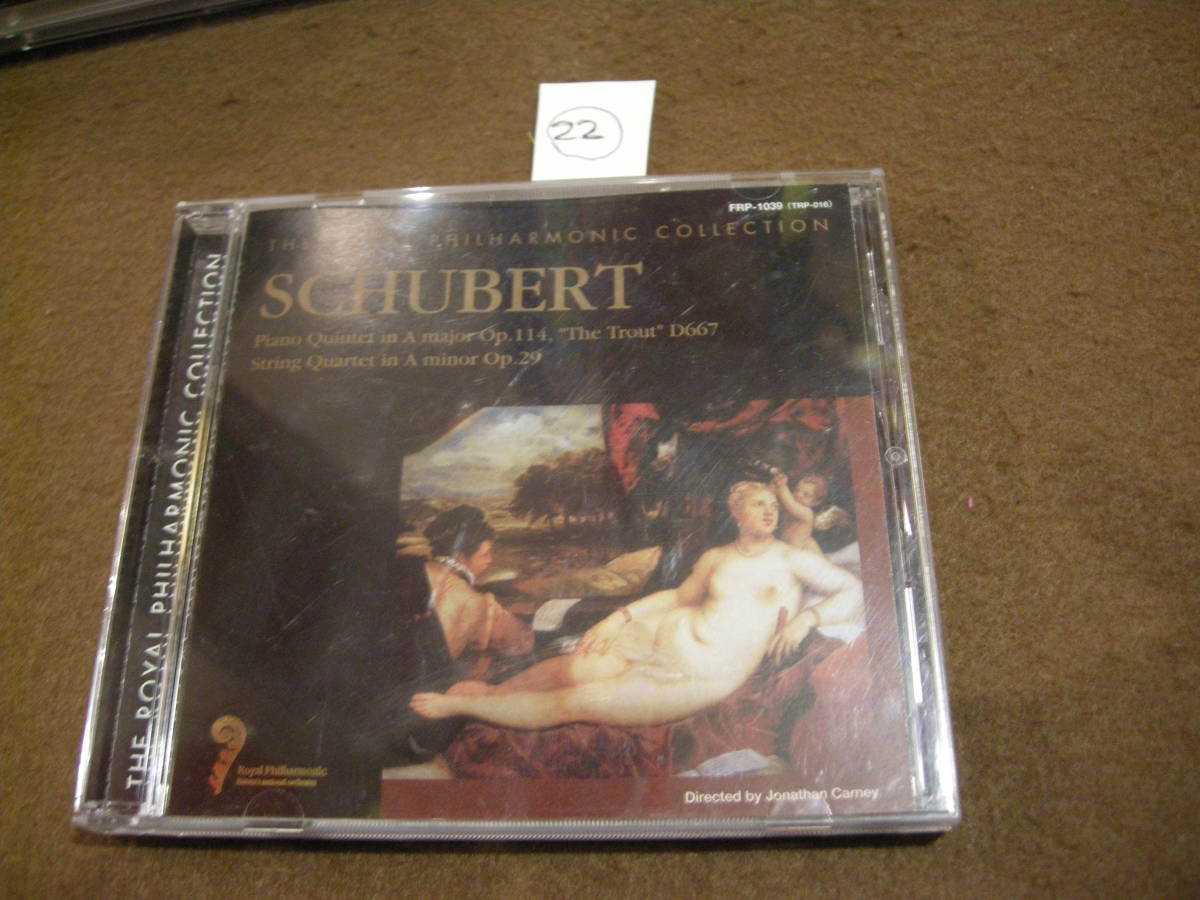 22
FRP-1039 (TRP-016)
THE ROYAL PHILHARMONIC COLLECTION
SCHUBERT
Piano Quintet in A major Op.114, "The Trout" D667
String Quartet in A minor Op.29
THE ROYAL PHILHARMONIC COLLECTION
Royal Philharmonic
Directed by Jonathan Carney